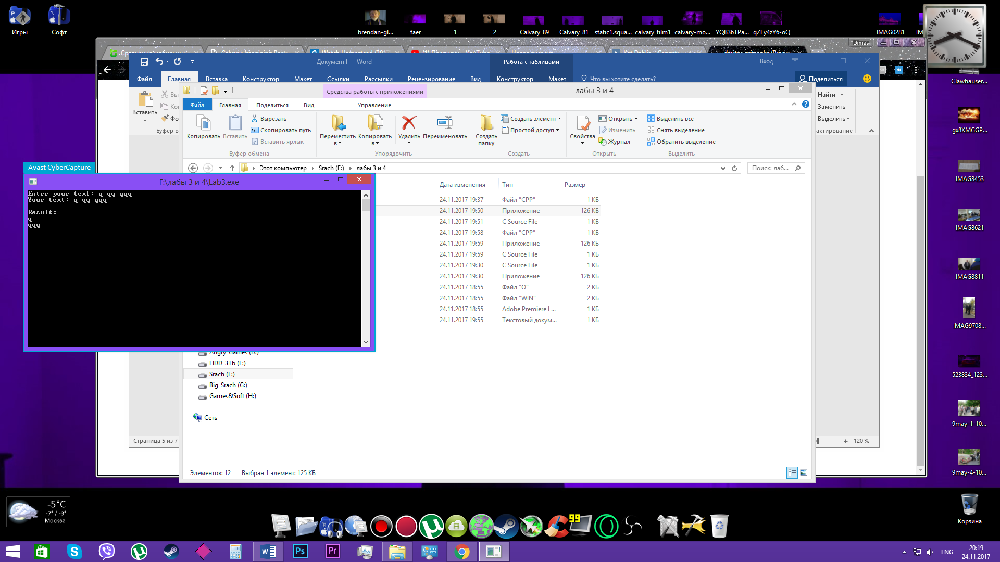 Игры
Софт
brendan-gl...
faer
1
2
Calvary_89
Calvary_81
static1.squa...
calvary_film1
calvary-mo...
YQB36TPa...
qZLy4zY6-oQ
IMAG0281
Dimas
Документ1 - Word
Работа с таблицами
Вход
Файл
Главная
Вставка
Конструктор
Макет
Ссылки
Рассылки
Рецензирование
Вид
Конструктор
Макет
Что вы хотите сделать?
Поделиться
Clawhauser...
Вставить
Найти
Заменить
Выделить
Средства работы с приложениями
лабы 3 и 4
Файл
Главная
Поделиться
Вид
Управление
Копировать
Вставить
Вырезать
Скопировать путь
Вставить ярлык
Переместить в
Копировать в
Удалить
Переименовать
Создать папку
Создать элемент
Простой доступ
Свойства
Открыть
Изменить
Журнал
Выделить все
Снять выделение
Обратить выделение
Буфер обмена
Упорядочить
Создать
Открыть
Выделить
Этот компьютер
Srach (F:)
лабы 3 и 4
Поиск: лаб...
Avast CyberCapture
F:\лабы 3 и 4\Lab3.exe
Enter your text: q qq qqq
Your text: q qq qqq
Result:
q
qqq
Дата изменения Тип Размер
24.11.2017 19:37 Файл "CPP" 1 КБ
24.11.2017 19:50 Приложение 126 КБ
24.11.2017 19:51 C Source File 1 КБ
24.11.2017 19:58 Файл "CPP" 1 КБ
24.11.2017 19:59 Приложение 126 КБ
24.11.2017 19:59 C Source File 1 КБ
24.11.2017 19:30 C Source File 1 КБ
24.11.2017 19:30 Приложение 126 КБ
24.11.2017 18:55 Файл "O" 2 КБ
24.11.2017 18:55 Файл "WIN" 2 КБ
24.11.2017 18:55 Adobe Premiere L... 1 КБ
24.11.2017 19:55 Текстовый докум... 1 КБ
Angry_Games (D:)
HDD_3Tb (E:)
Srach (F:)
Big_Srach (G:)
Games&Soft (H:)
Сеть
Страница 5 из 7
120 %
Элементов: 12
Выбран 1 элемент: 125 КБ
gx8XMGGP...
IMAG8453
IMAG8621
IMAG8811
IMAG9708...
523834_123...
9may-1-10...
9may-4-10...
Корзина
-5°C
-7° / -3°
Москва
99
Ps
Pr
ENG
20:19
24.11.2017